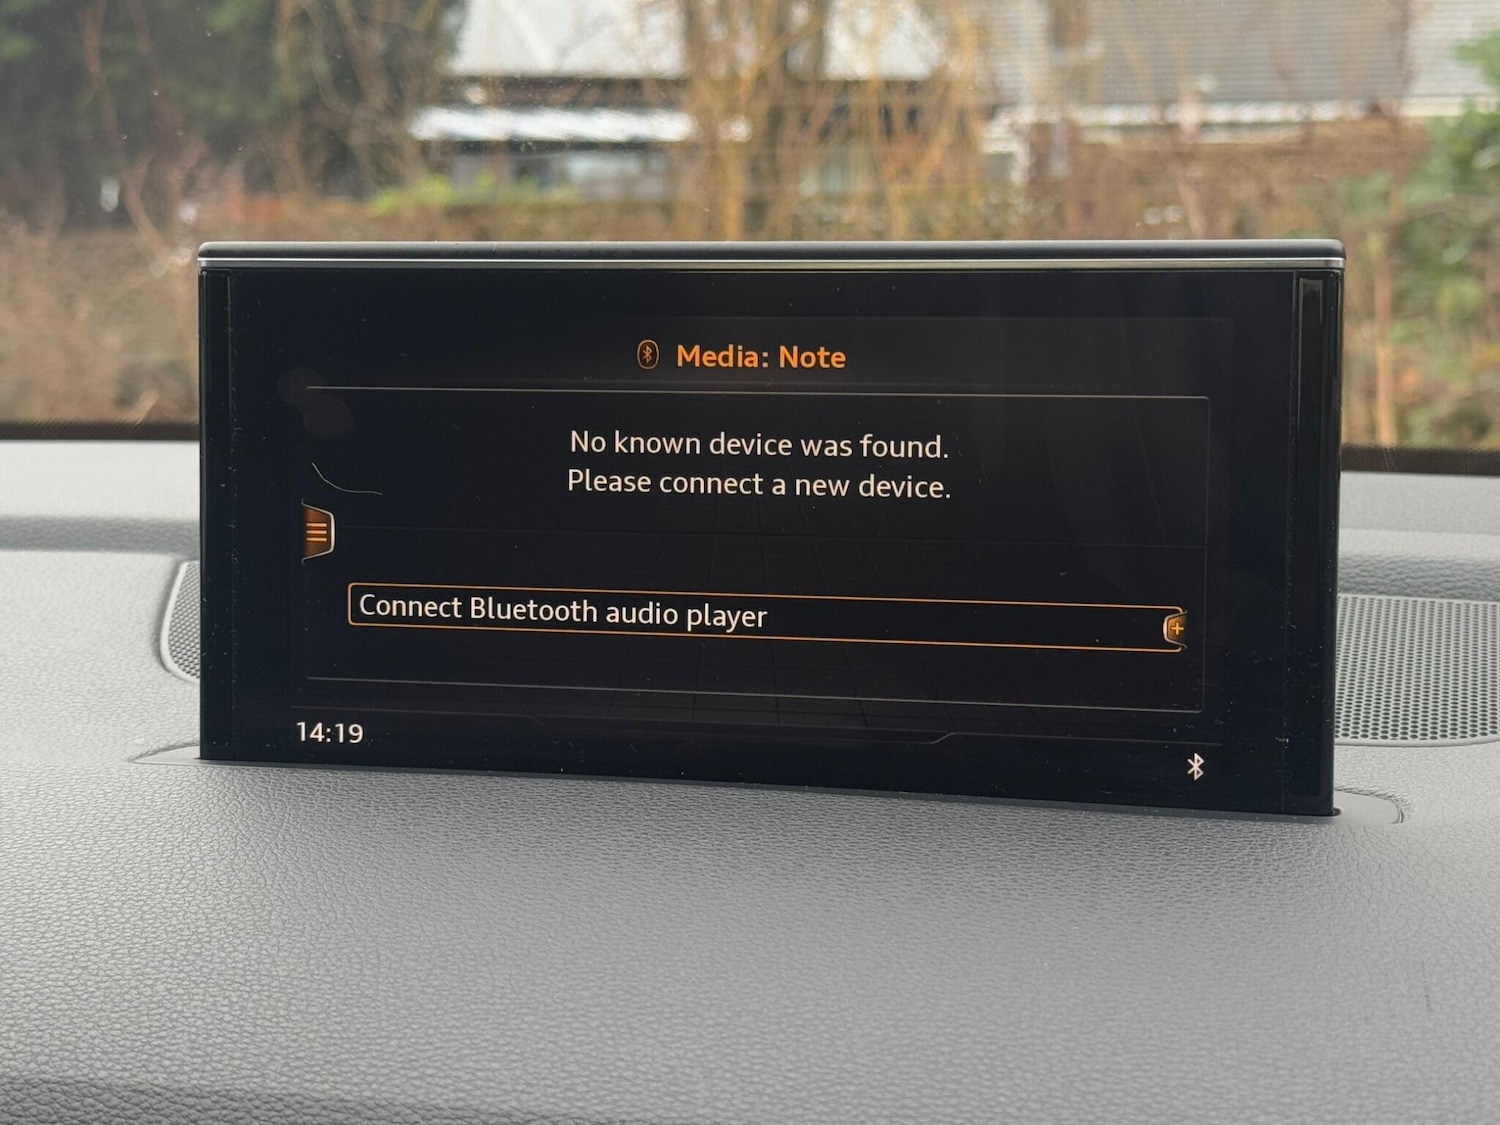 Media: Note
No known device was found.
Please connect a new device.
Connect Bluetooth audio player
14:19